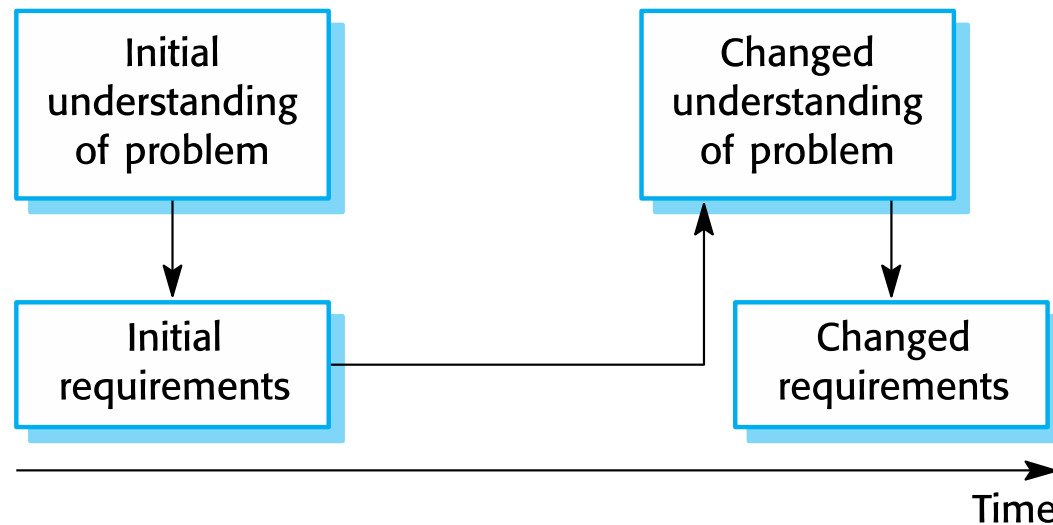 Initial
understanding
of problem
Changed
understanding
of problem
Initial
requirements
Changed
requirements
Time